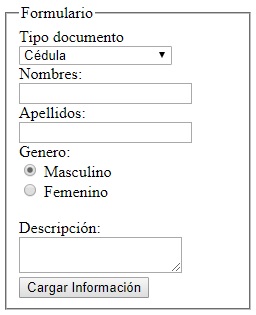 Formulario
Tipo documento
Cédula
Nombres:
Apellidos:
Genero:
Masculino
Femenino
Descripción:
Cargar Información